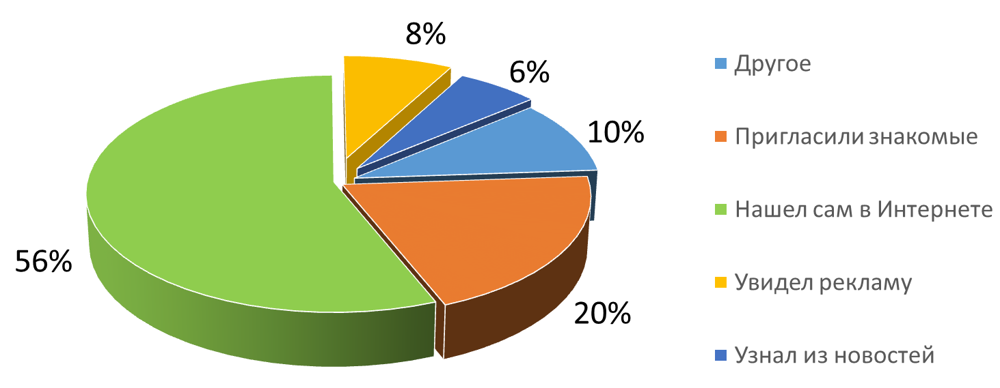 8%
6%
10%
56%
20%
Другое
Пригласили знакомые
Нашел сам в Интернете
Увидел рекламу
Узнал из новостей